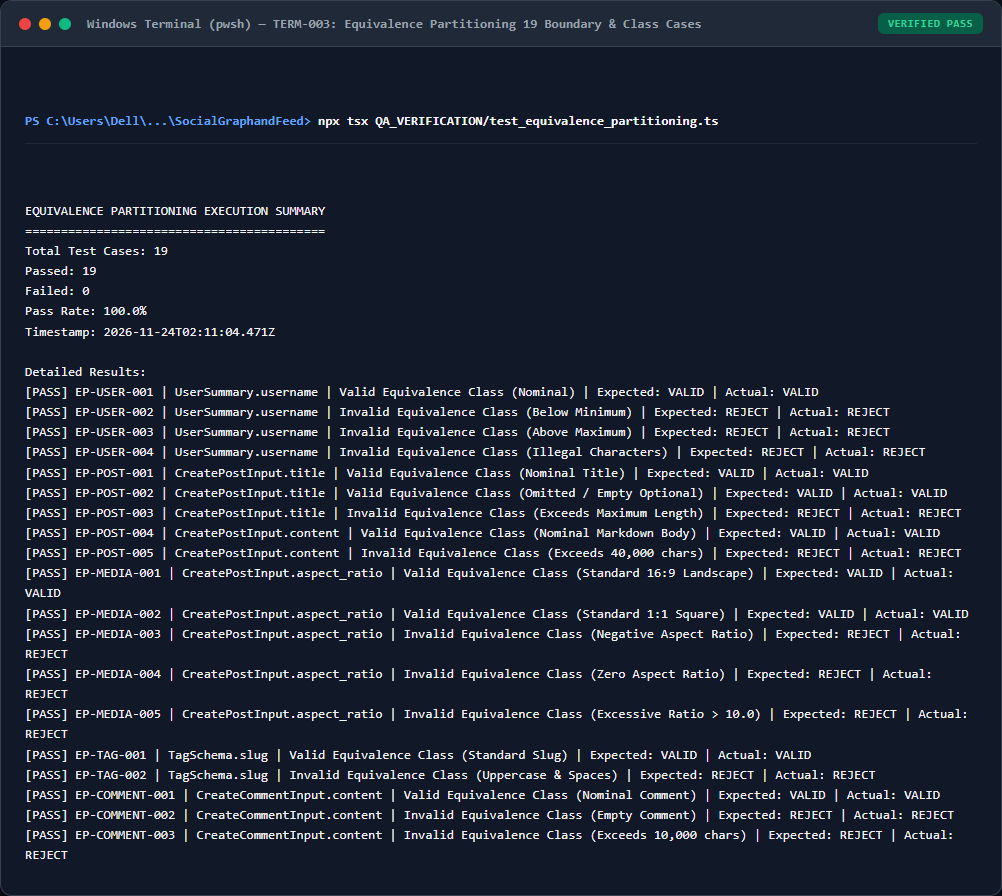 Windows Terminal (pwsh) — TERM-003: Equivalence Partitioning 19 Boundary & Class Cases
VERIFIED PASS
PS C:\Users\Dell\...\SocialGraphandFeed> npx tsx QA_VERIFICATION/test_equivalence_partitioning.ts
EQUIVALENCE PARTITIONING EXECUTION SUMMARY
==========================================
Total Test Cases: 19
Passed: 19
Failed: 0
Pass Rate: 100.0%
Timestamp: 2026-11-24T02:11:04.471Z
Detailed Results:
[PASS] EP-USER-001 | UserSummary.username | Valid Equivalence Class (Nominal) | Expected: VALID | Actual: VALID
[PASS] EP-USER-002 | UserSummary.username | Invalid Equivalence Class (Below Minimum) | Expected: REJECT | Actual: REJECT
[PASS] EP-USER-003 | UserSummary.username | Invalid Equivalence Class (Above Maximum) | Expected: REJECT | Actual: REJECT
[PASS] EP-USER-004 | UserSummary.username | Invalid Equivalence Class (Illegal Characters) | Expected: REJECT | Actual: REJECT
[PASS] EP-POST-001 | CreatePostInput.title | Valid Equivalence Class (Nominal Title) | Expected: VALID | Actual: VALID
[PASS] EP-POST-002 | CreatePostInput.title | Valid Equivalence Class (Omitted / Empty Optional) | Expected: VALID | Actual: VALID
[PASS] EP-POST-003 | CreatePostInput.title | Invalid Equivalence Class (Exceeds Maximum Length) | Expected: REJECT | Actual: REJECT
[PASS] EP-POST-004 | CreatePostInput.content | Valid Equivalence Class (Nominal Markdown Body) | Expected: VALID | Actual: VALID
[PASS] EP-POST-005 | CreatePostInput.content | Invalid Equivalence Class (Exceeds 40,000 chars) | Expected: REJECT | Actual: REJECT
[PASS] EP-MEDIA-001 | CreatePostInput.aspect_ratio | Valid Equivalence Class (Standard 16:9 Landscape) | Expected: VALID | Actual:
VALID
[PASS] EP-MEDIA-002 | CreatePostInput.aspect_ratio | Valid Equivalence Class (Standard 1:1 Square) | Expected: VALID | Actual: VALID
[PASS] EP-MEDIA-003 | CreatePostInput.aspect_ratio | Invalid Equivalence Class (Negative Aspect Ratio) | Expected: REJECT | Actual:
REJECT
[PASS] EP-MEDIA-004 | CreatePostInput.aspect_ratio | Invalid Equivalence Class (Zero Aspect Ratio) | Expected: REJECT | Actual:
REJECT
[PASS] EP-MEDIA-005 | CreatePostInput.aspect_ratio | Invalid Equivalence Class (Excessive Ratio > 10.0) | Expected: REJECT | Actual:
REJECT
[PASS] EP-TAG-001 | TagSchema.slug | Valid Equivalence Class (Standard Slug) | Expected: VALID | Actual: VALID
[PASS] EP-TAG-002 | TagSchema.slug | Invalid Equivalence Class (Uppercase & Spaces) | Expected: REJECT | Actual: REJECT
[PASS] EP-COMMENT-001 | CreateCommentInput.content | Valid Equivalence Class (Nominal Comment) | Expected: VALID | Actual: VALID
[PASS] EP-COMMENT-002 | CreateCommentInput.content | Invalid Equivalence Class (Empty Comment) | Expected: REJECT | Actual: REJECT
[PASS] EP-COMMENT-003 | CreateCommentInput.content | Invalid Equivalence Class (Exceeds 10,000 chars) | Expected: REJECT | Actual:
REJECT